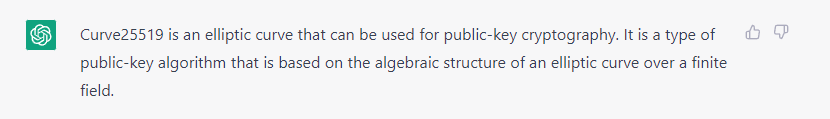 Curve25519 is an elliptic curve that can be used for public-key cryptography. It is a type of
public-key algorithm that is based on the algebraic structure of an elliptic curve over a finite
field.